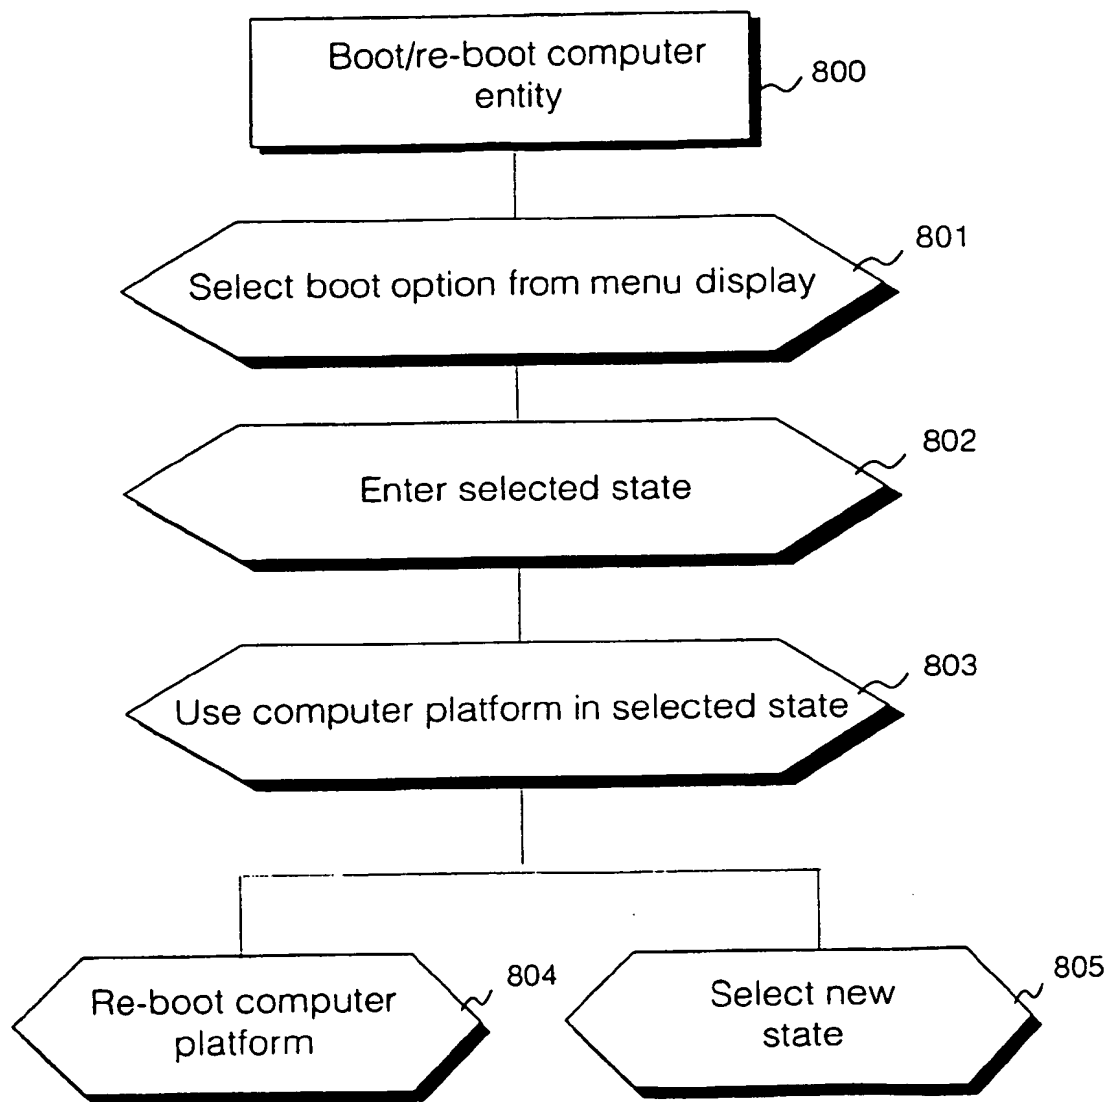 Boot/re-boot computer
entity
800
801
Select boot option from menu display
802
Enter selected state
803
Use computer platform in selected state
804
Re-boot computer
platform
805
Select new
state